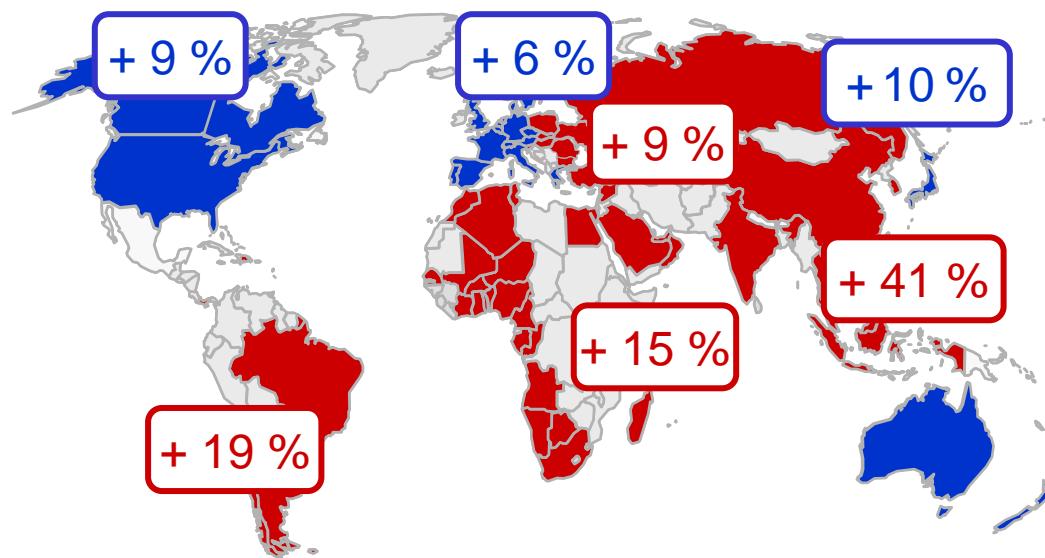 + 9 %
+ 6 %
+ 10 %
+ 9 %
+ 41 %
+ 15 %
+ 19 %